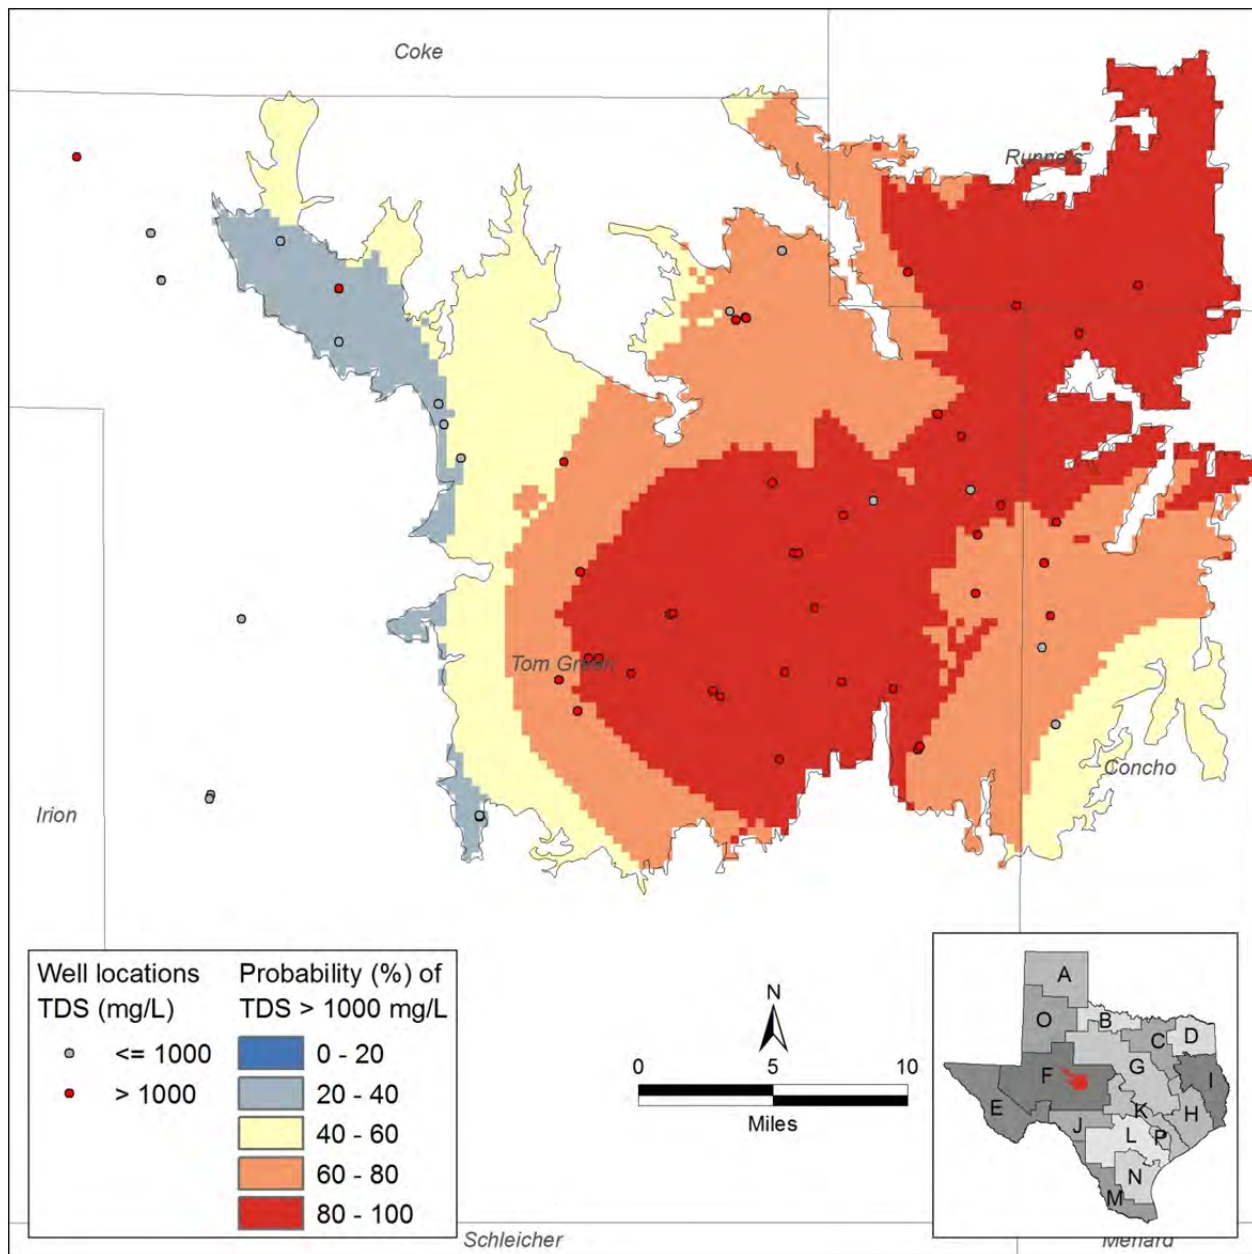 Coke
Runnels
Tom Green
Concho
Irion
Well locations
TDS (mg/L)
<= 1000
> 1000
Probability (%) of
TDS > 1000 mg/L
0 - 20
20 - 40
40 - 60
60 - 80
80 - 100
N
0 5 10
Miles
A
O
B
C
D
F
G
I
E
K
H
J
L
P
N
M
Schleicher
Menard